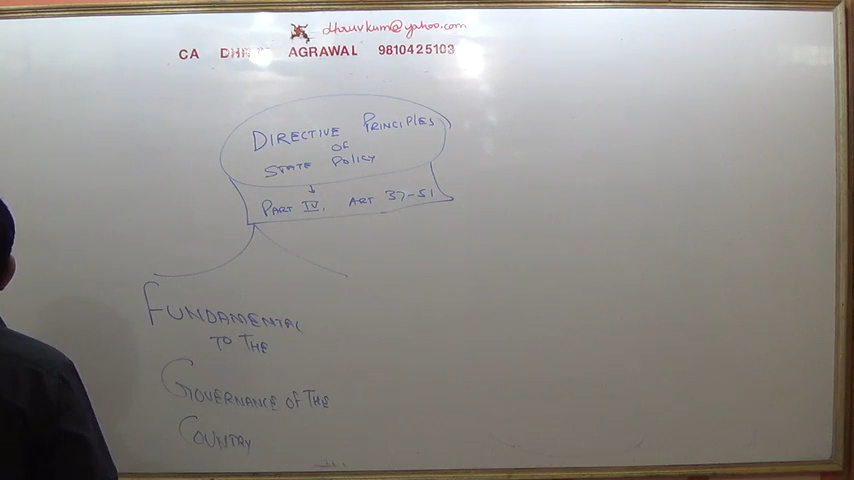 dhruvkum@yahoo.com
CA AGRAWAL 9810425103
DIRECTIVE PRINCIPLES
OF
STATE POLICY
PART IV, ART 37-51
FUNDAMENTAL
TO THE
GOVERNANCE OF THE
COUNTRY